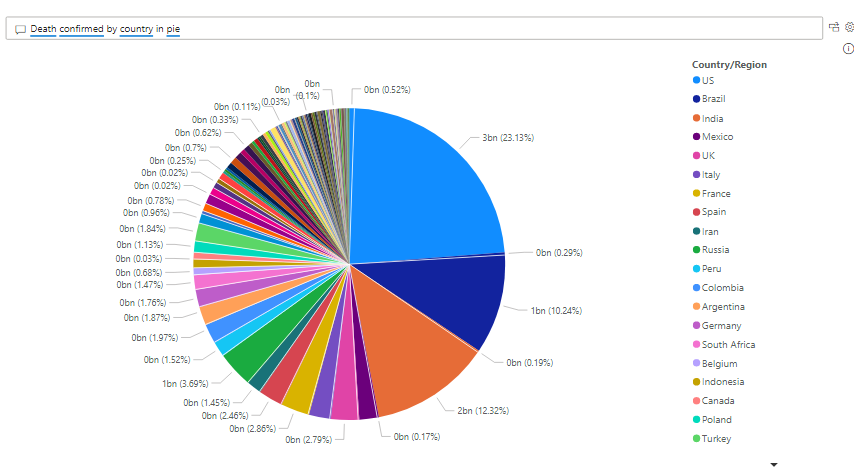 Death confirmed by country in pie
Country/Region
US
Brazil
India
Mexico
UK
Italy
France
Spain
Iran
Russia
Peru
Colombia
Argentina
Germany
South Africa
Belgium
Indonesia
Canada
Poland
Turkey
0bn (0.52%)
3bn (23.13%)
0bn (0.29%)
1bn (10.24%)
0bn (0.19%)
2bn (12.32%)
0bn (0.17%)
0bn (2.79%)
0bn (2.86%)
0bn (2.46%)
0bn (1.45%)
1bn (3.69%)
0bn (1.52%)
0bn (1.97%)
0bn (1.87%)
0bn (1.76%)
0bn (1.47%)
0bn (0.68%)
0bn (0.03%)
0bn (1.13%)
0bn (1.84%)
0bn (0.96%)
0bn (0.78%)
0bn (0.02%)
0bn (0.02%)
0bn (0.25%)
0bn (0.7%)
0bn (0.62%)
0bn (0.33%)
0bn (0.11%)
0bn
(0.03%)
0bn
(0.1%)